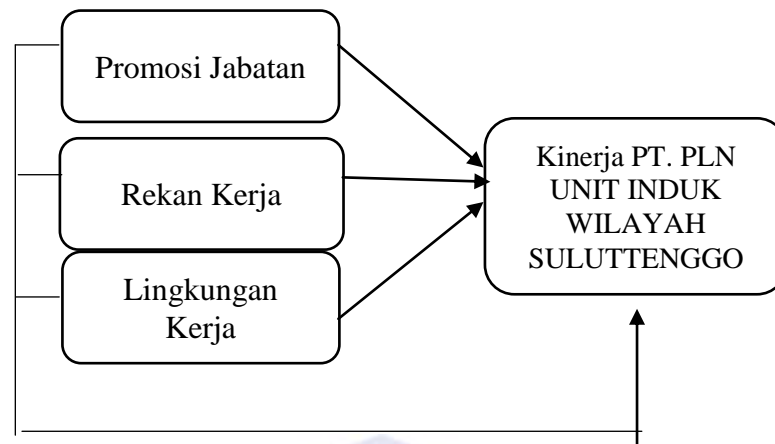 Promosi Jabatan
Rekan Kerja
Lingkungan
Kerja
Kinerja PT. PLN
UNIT INDUK
WILAYAH
SULUTTENGGO